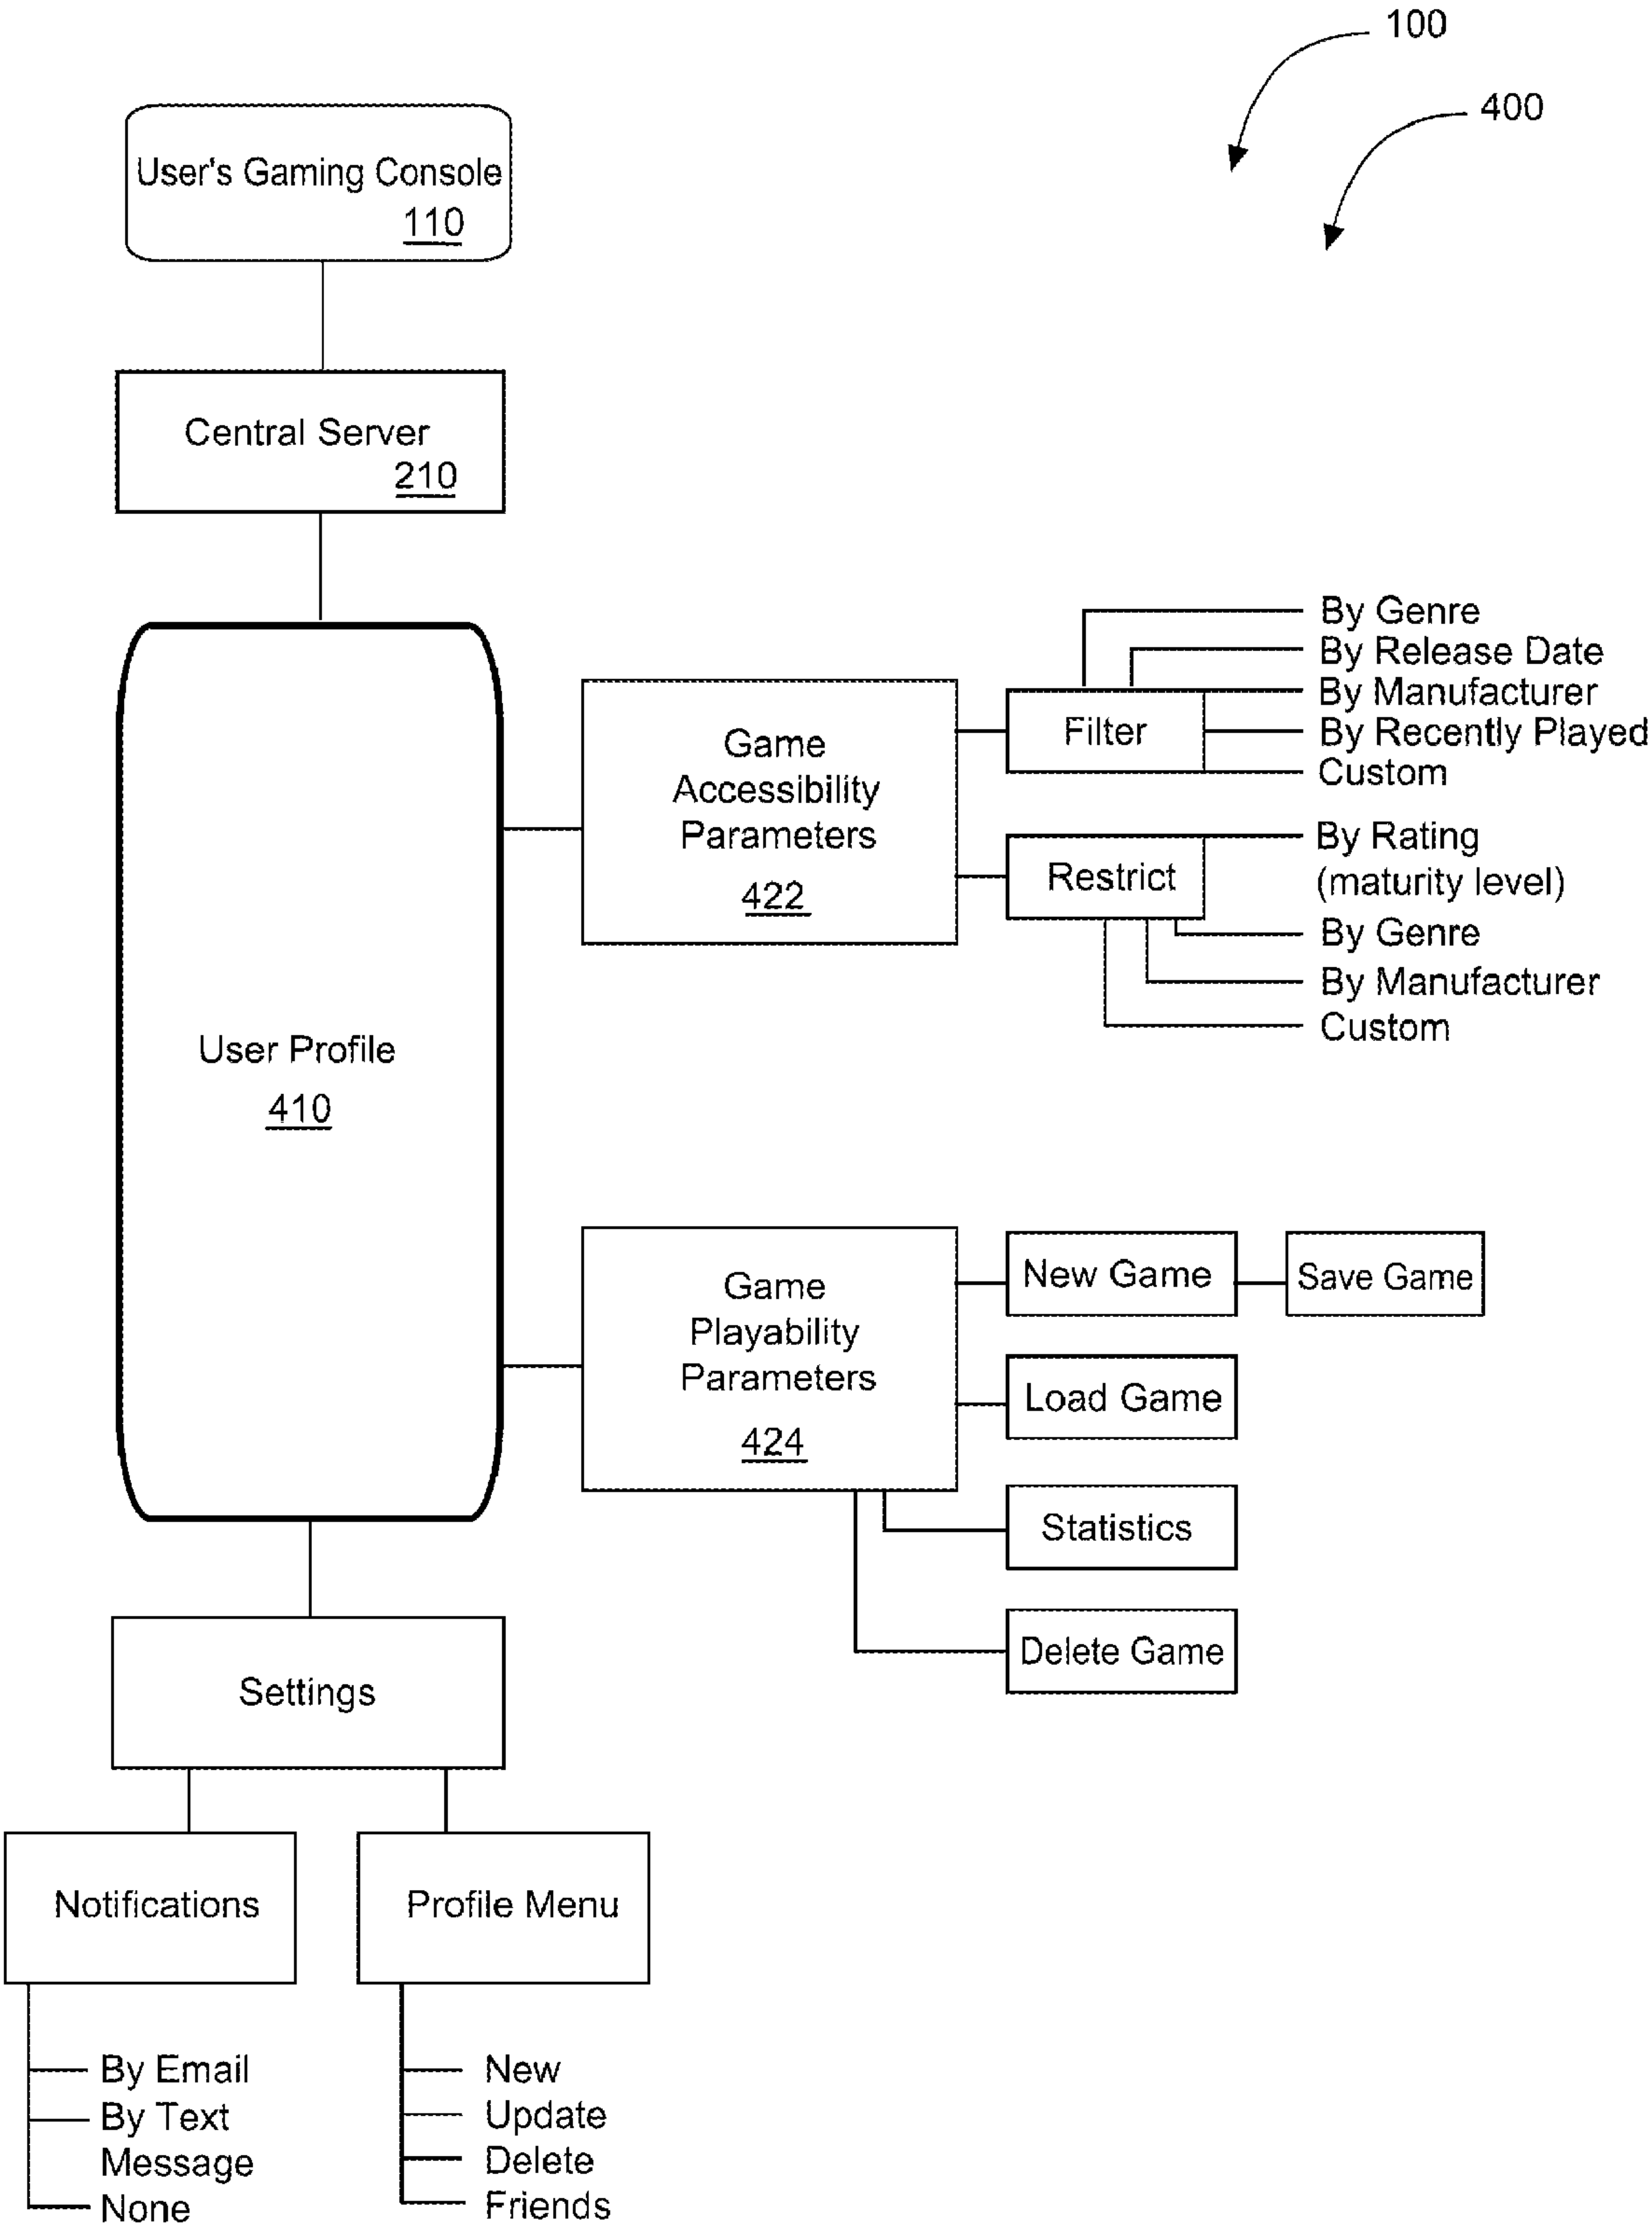 100
400
User's Gaming Console
110
Central Server
210
User Profile
410
Game
Accessibility
Parameters
422
Filter
By Genre
By Release Date
By Manufacturer
By Recently Played
Custom
Restrict
By Rating
(maturity level)
By Genre
By Manufacturer
Custom
Game
Playability
Parameters
424
New Game
Save Game
Load Game
Statistics
Delete Game
Settings
Notifications
By Email
By Text
Message
None
Profile Menu
New
Update
Delete
Friends